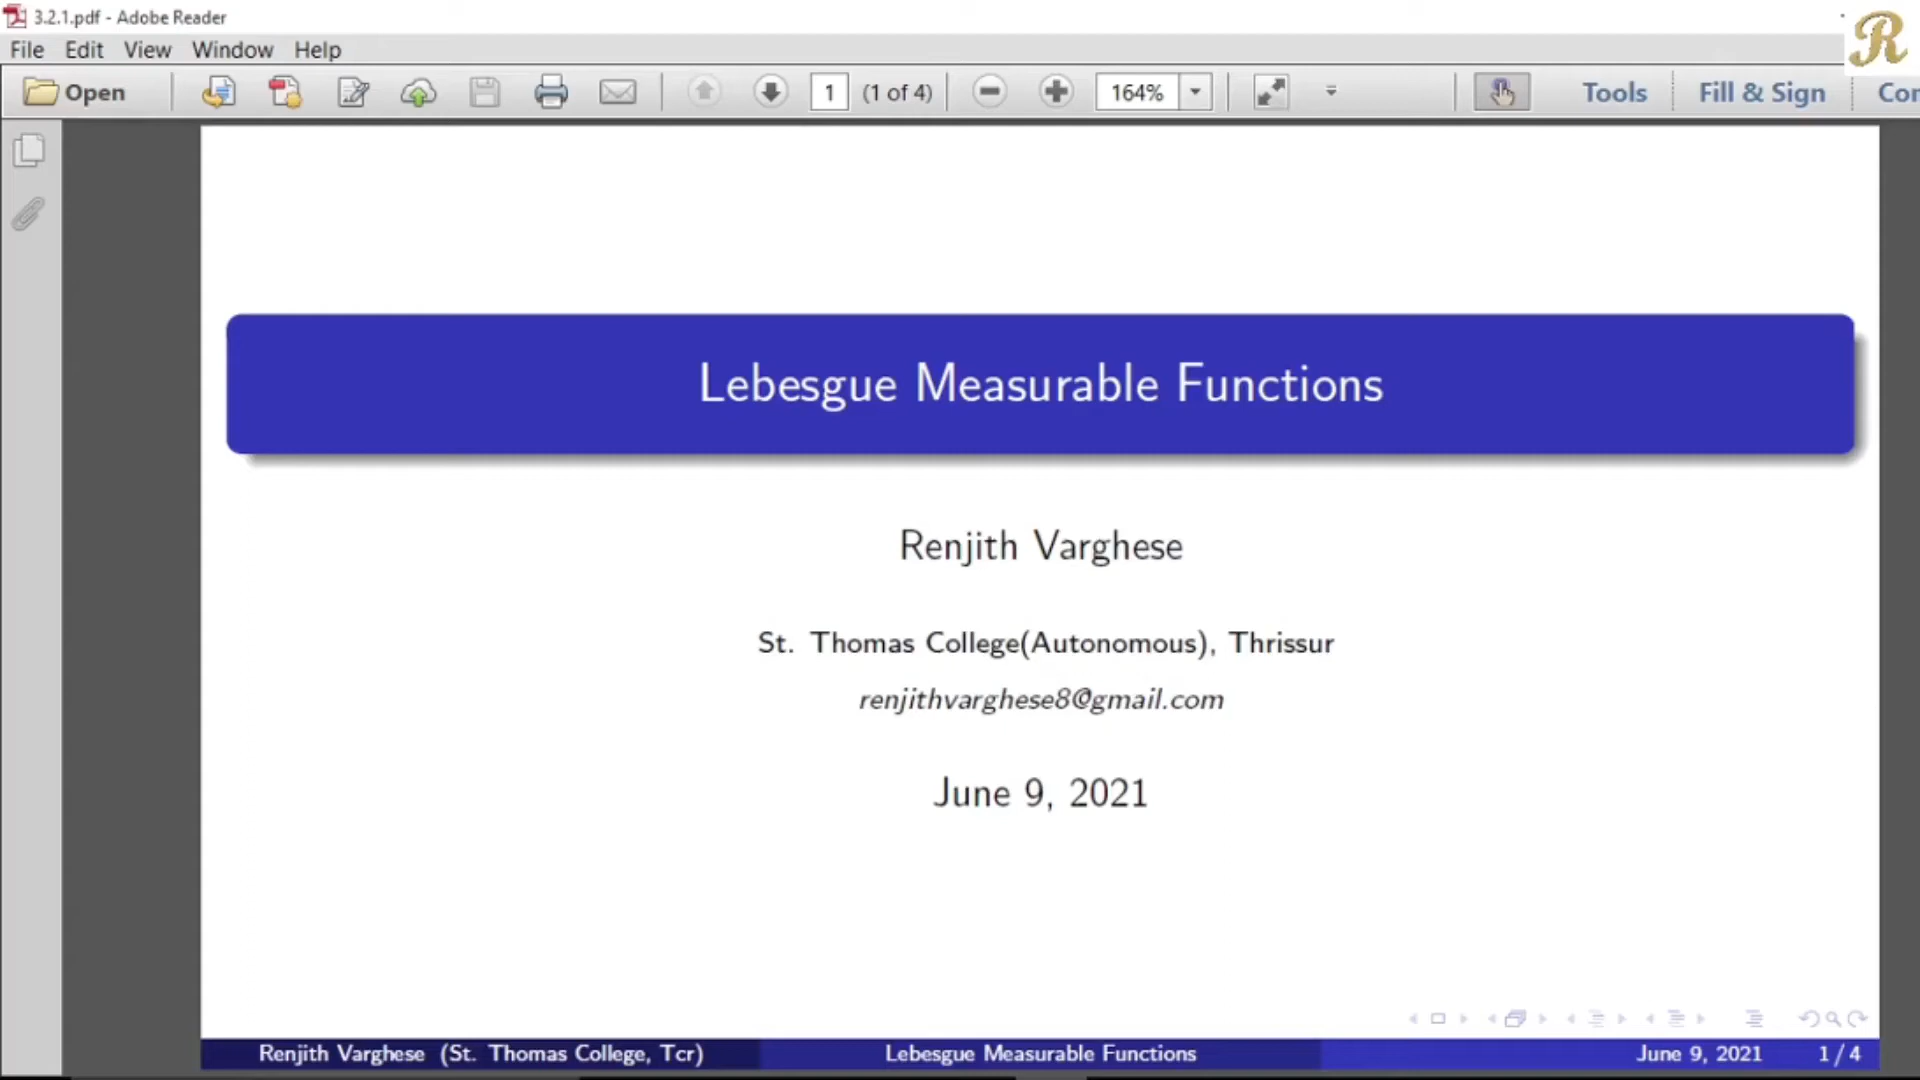 3.2.1.pdf - Adobe Reader
File Edit View Window Help
Open 1 (1 of 4) 164% Tools Fill & Sign
R
Lebesgue Measurable Functions
Renjith Varghese
St. Thomas College(Autonomous), Thrissur
renjithvarghese8@gmail.com
June 9, 2021
Renjith Varghese (St. Thomas College, Tcr) Lebesgue Measurable Functions June 9, 2021 1 / 4